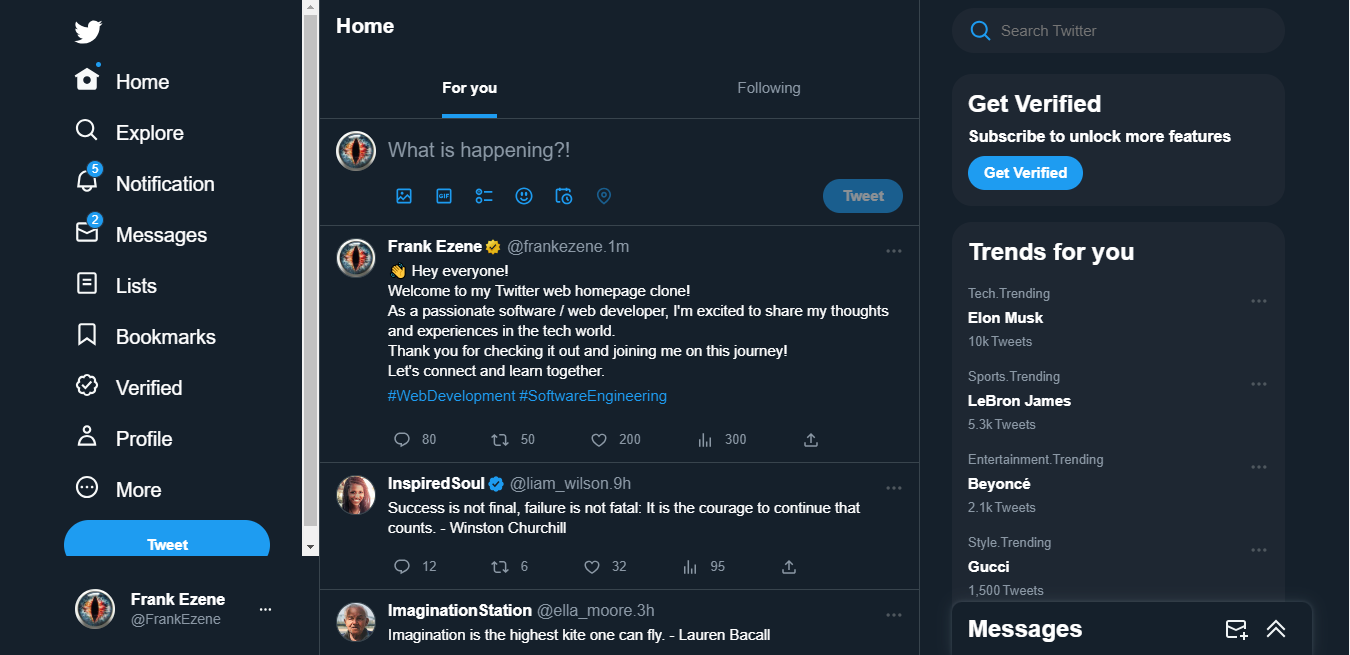 Home
Explore
5
Notification
2
Messages
Lists
Bookmarks
Verified
Profile
More
Tweet
Frank Ezene
@FrankEzene
Home
For you
Following
What is happening?!
GIF
Tweet
Frank Ezene @frankezene.1m
👋 Hey everyone!
Welcome to my Twitter web homepage clone!
As a passionate software / web developer, I'm excited to share my thoughts
and experiences in the tech world.
Thank you for checking it out and joining me on this journey!
Let's connect and learn together.
#WebDevelopment #SoftwareEngineering
80 50 200 300
InspiredSoul @liam_wilson.9h
Success is not final, failure is not fatal: It is the courage to continue that
counts. - Winston Churchill
12 6 32 95
ImaginationStation @ella_moore.3h
Imagination is the highest kite one can fly. - Lauren Bacall
Search Twitter
Get Verified
Subscribe to unlock more features
Get Verified
Trends for you
Tech.Trending
Elon Musk
10k Tweets
Sports.Trending
LeBron James
5.3k Tweets
Entertainment.Trending
Beyoncé
2.1k Tweets
Style.Trending
Gucci
1,500 Tweets
Messages